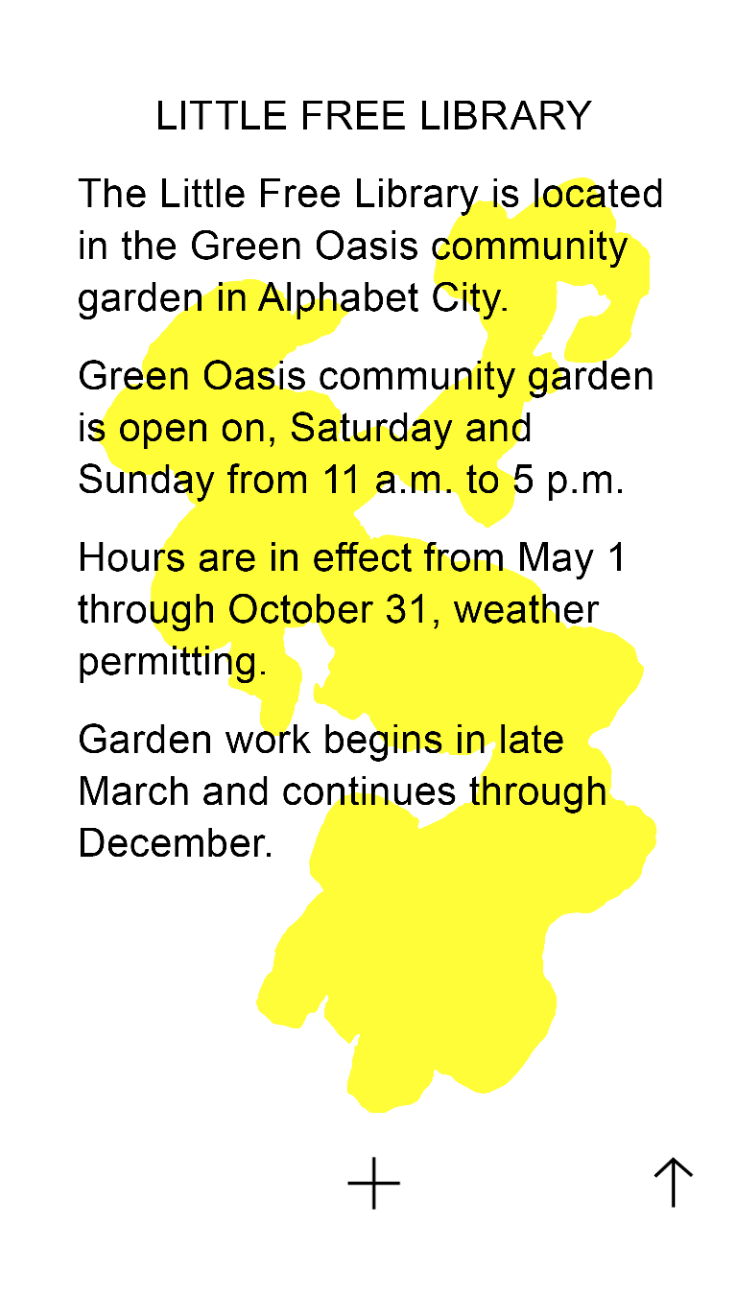 LITTLE FREE LIBRARY
The Little Free Library is located
in the Green Oasis community
garden in Alphabet City.
Green Oasis community garden
is open on, Saturday and
Sunday from 11 a.m. to 5 p.m.
Hours are in effect from May 1
through October 31, weather
permitting.
Garden work begins in late
March and continues through
December.